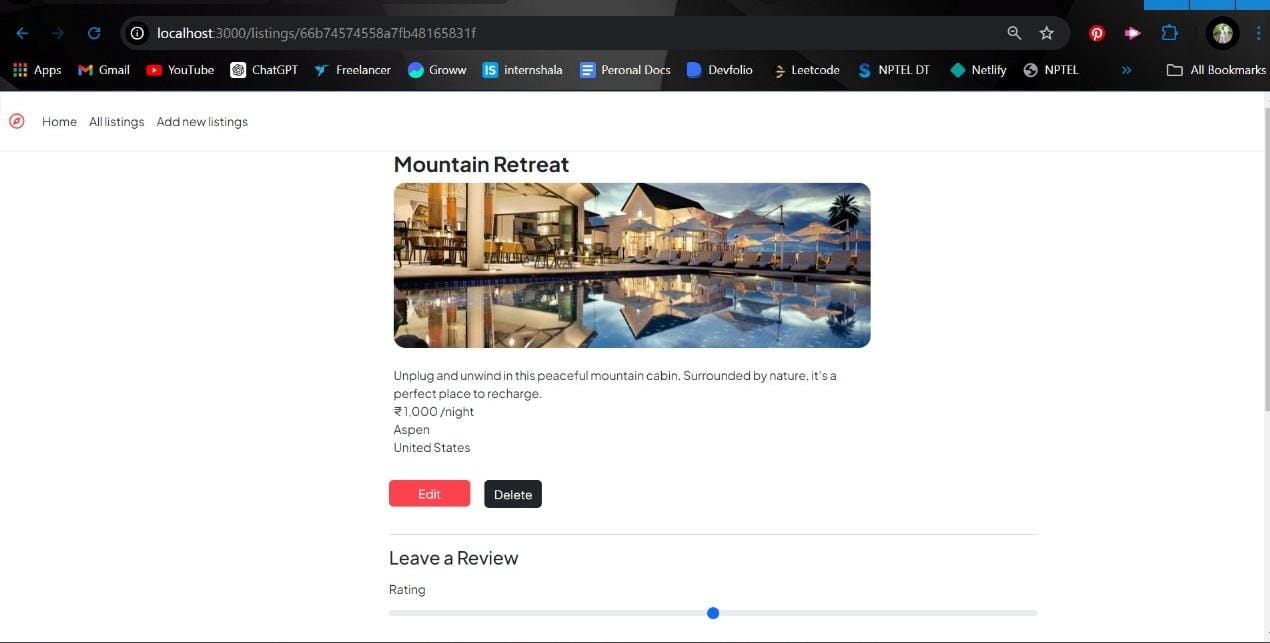 localhost:3000/listings/66b74574558a7fb48165831f
Apps Gmail YouTube ChatGPT Freelancer Groww IS internshala Peronal Docs Devfolio Leetcode NPTEL DT Netlify NPTEL » All Bookmarks
Home All listings Add new listings
Mountain Retreat
Unplug and unwind in this peaceful mountain cabin. Surrounded by nature, it's a
perfect place to recharge.
₹ 1,000 /night
Aspen
United States
Edit Delete
Leave a Review
Rating